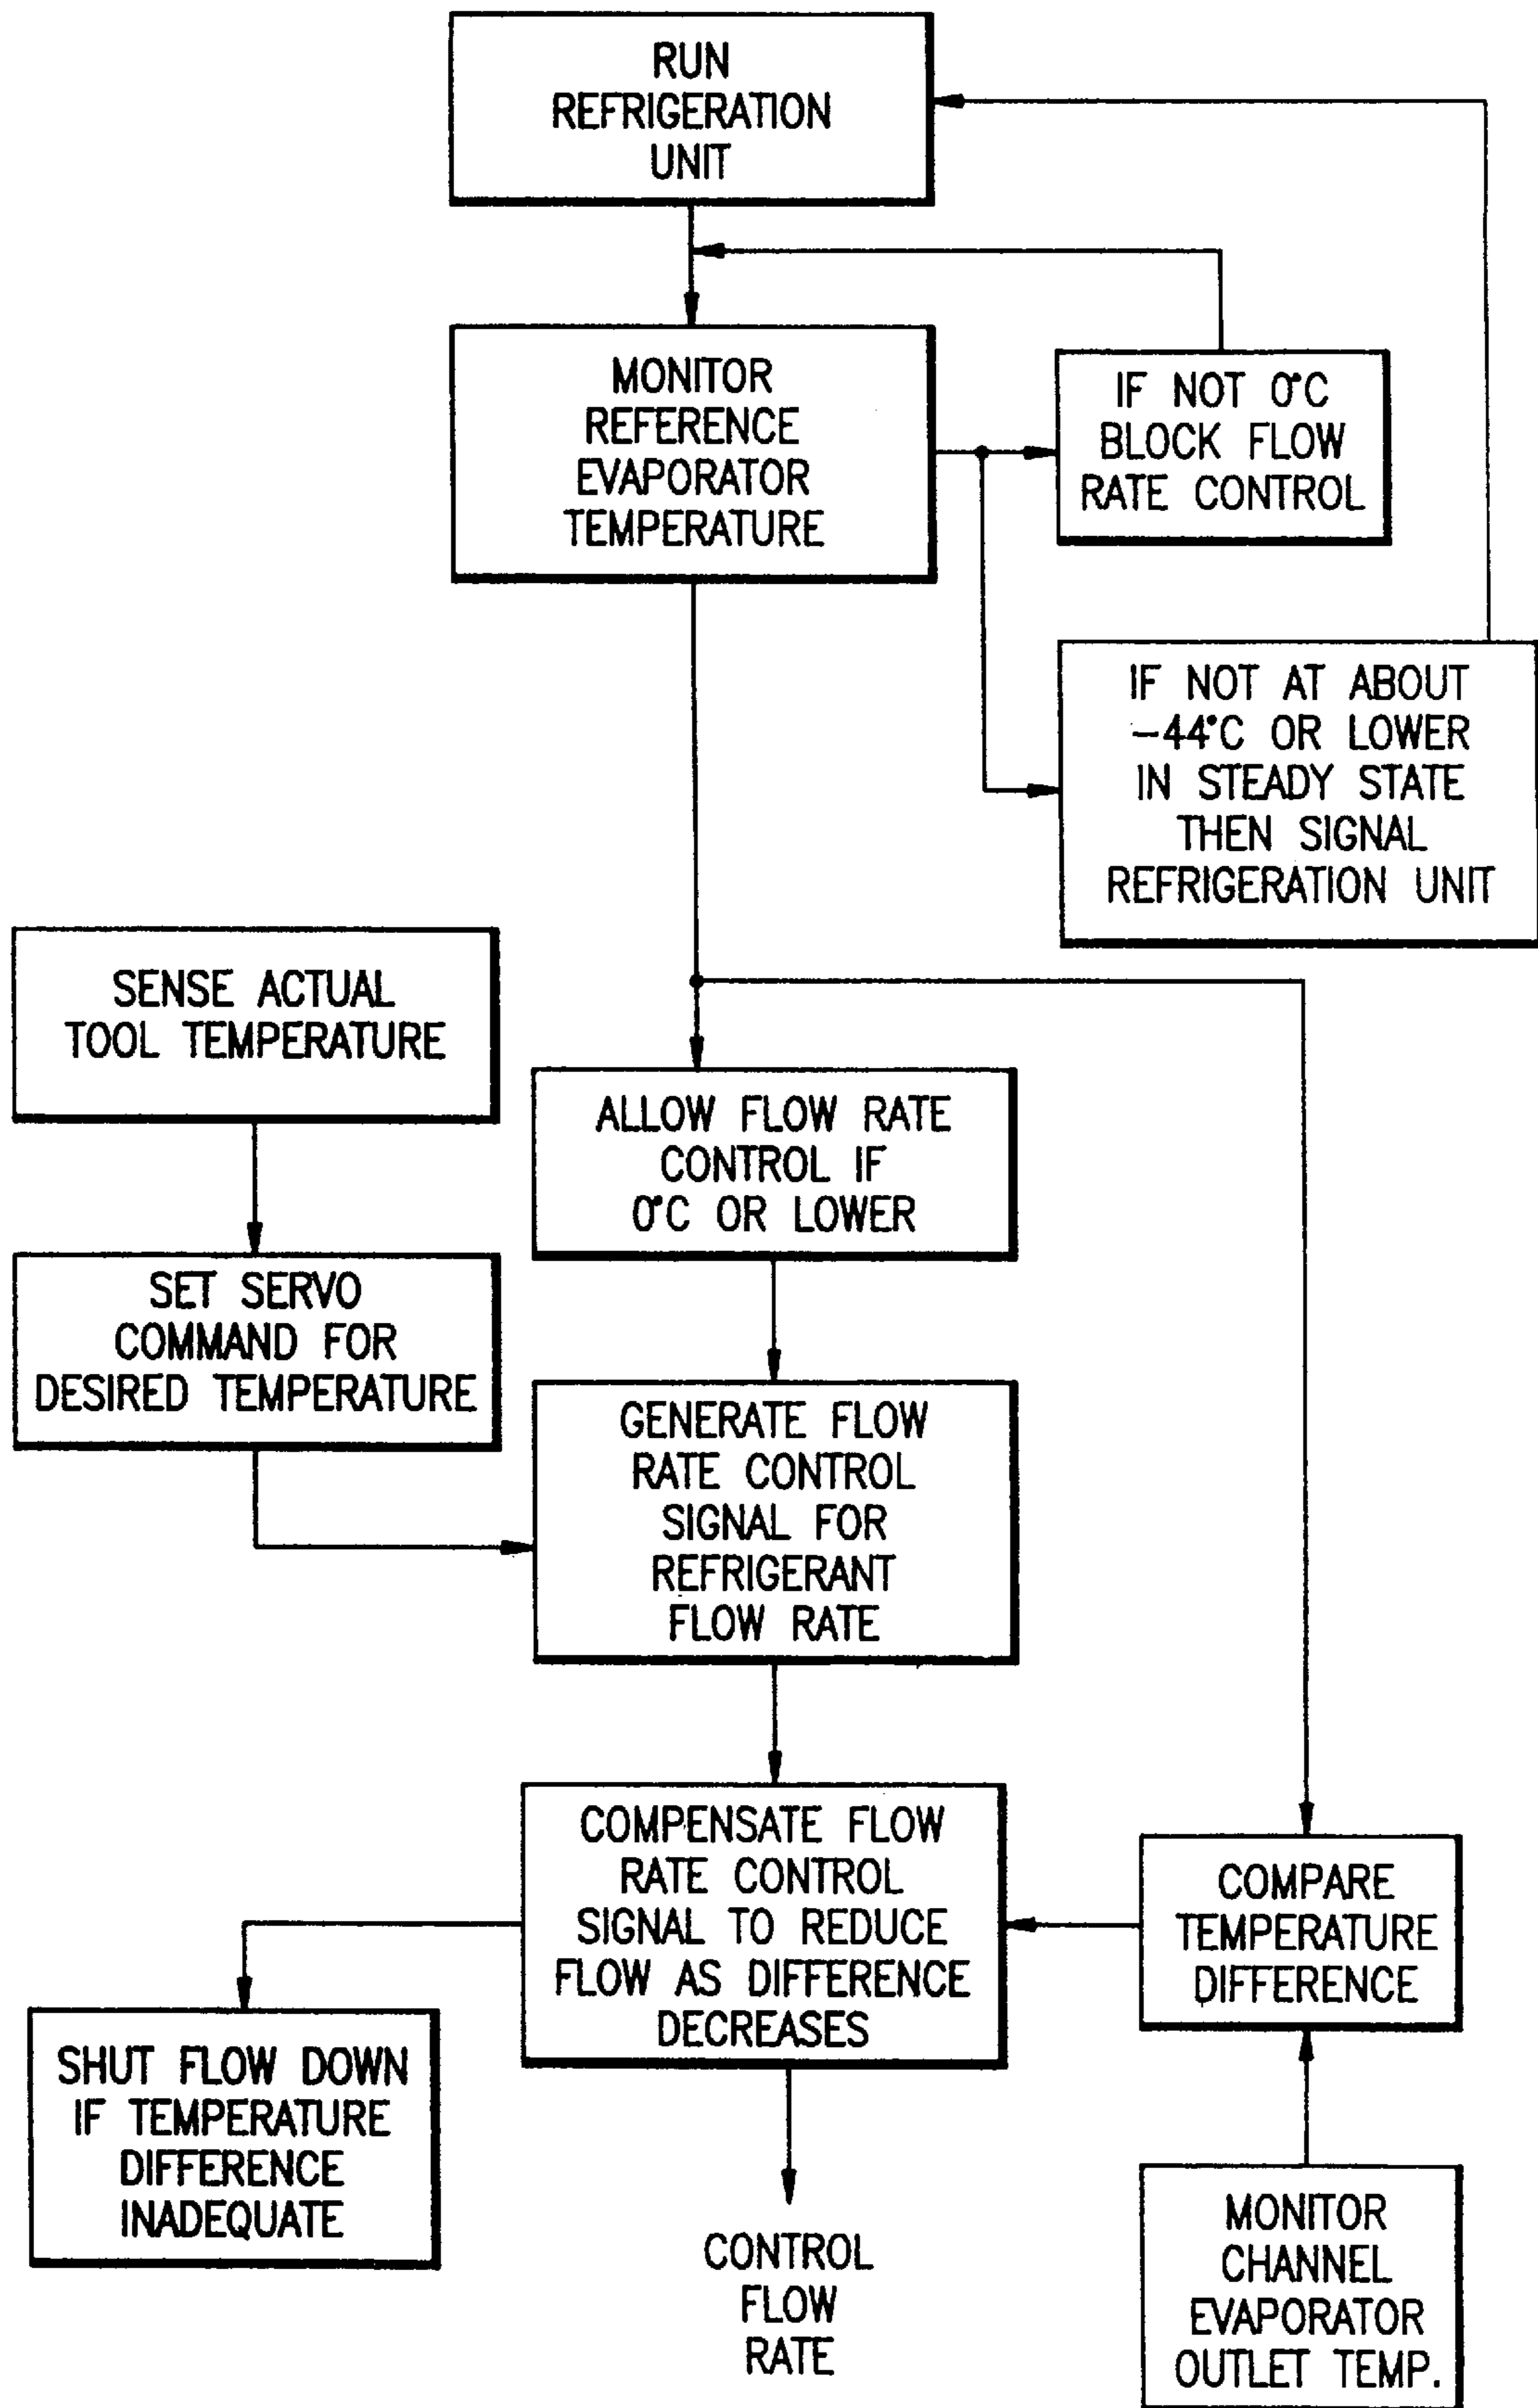 RUN
REFRIGERATION
UNIT
MONITOR
REFERENCE
EVAPORATOR
TEMPERATURE
IF NOT 0°C
BLOCK FLOW
RATE CONTROL
IF NOT AT ABOUT
-44°C OR LOWER
IN STEADY STATE
THEN SIGNAL
REFRIGERATION UNIT
SENSE ACTUAL
TOOL TEMPERATURE
ALLOW FLOW RATE
CONTROL IF
0°C OR LOWER
SET SERVO
COMMAND FOR
DESIRED TEMPERATURE
GENERATE FLOW
RATE CONTROL
SIGNAL FOR
REFRIGERANT
FLOW RATE
COMPENSATE FLOW
RATE CONTROL
SIGNAL TO REDUCE
FLOW AS DIFFERENCE
DECREASES
COMPARE
TEMPERATURE
DIFFERENCE
SHUT FLOW DOWN
IF TEMPERATURE
DIFFERENCE
INADEQUATE
CONTROL
FLOW
RATE
MONITOR
CHANNEL
EVAPORATOR
OUTLET TEMP.